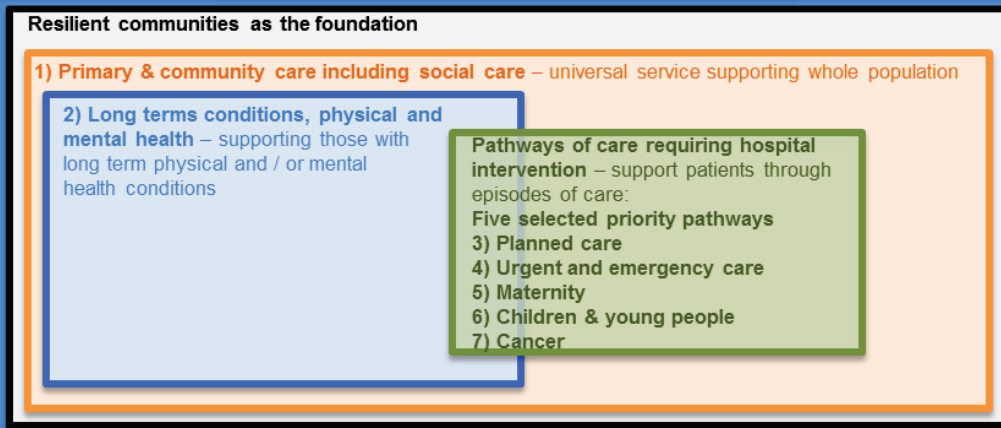 Resilient communities as the foundation
1) Primary & community care including social care – universal service supporting whole population
2) Long terms conditions, physical and
mental health – supporting those with
long term physical and / or mental
health conditions
Pathways of care requiring hospital
intervention – support patients through
episodes of care:
Five selected priority pathways
3) Planned care
4) Urgent and emergency care
5) Maternity
6) Children & young people
7) Cancer